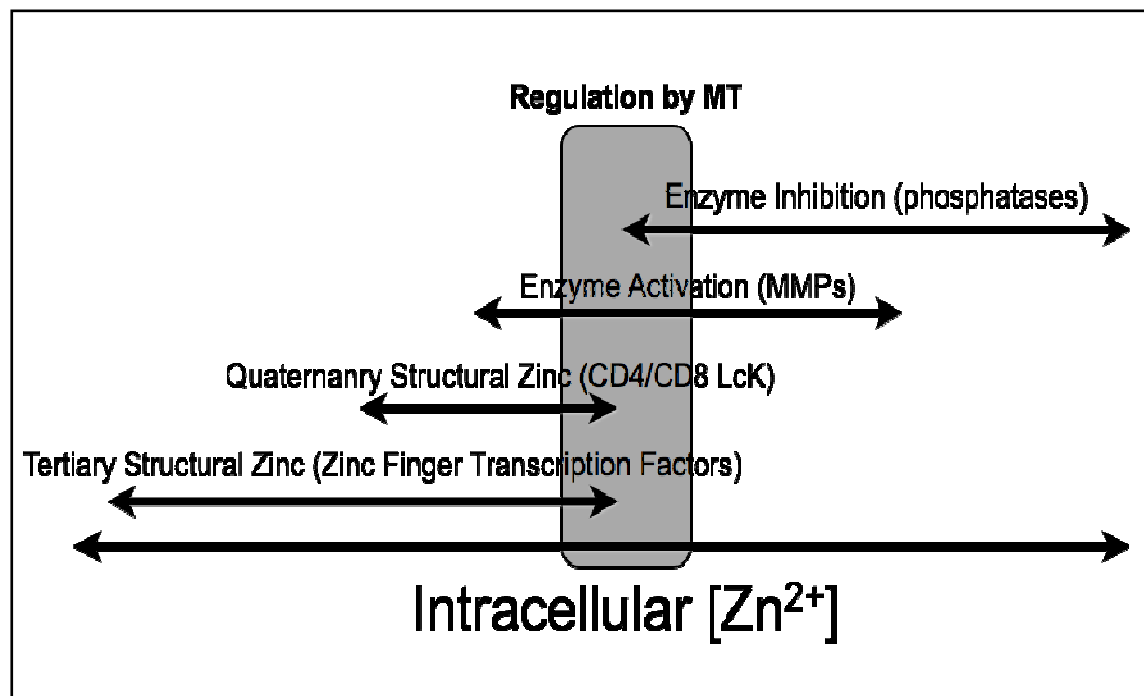 Regulation by MT
Enzyme Inhibition (phosphatases)
Enzyme Activation (MMPs)
Quaternanry Structural Zinc (CD4/CD8 LcK)
Tertiary Structural Zinc (Zinc Finger Transcription Factors)
Intracellular [Zn²⁺]